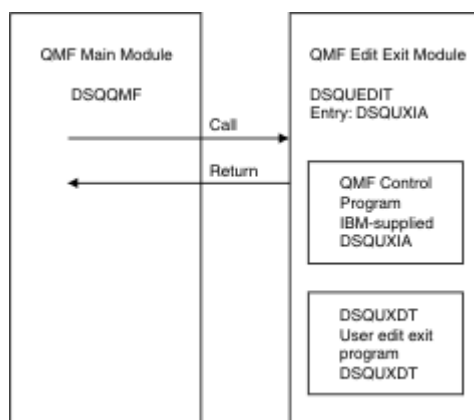 QMF Main Module
DSQQMF
Call
Return
QMF Edit Exit Module
DSQUEDIT
Entry: DSQUXIA
QMF Control
Program
IBM-supplied
DSQUXIA
DSQUXDT
User edit exit
program
DSQUXDT